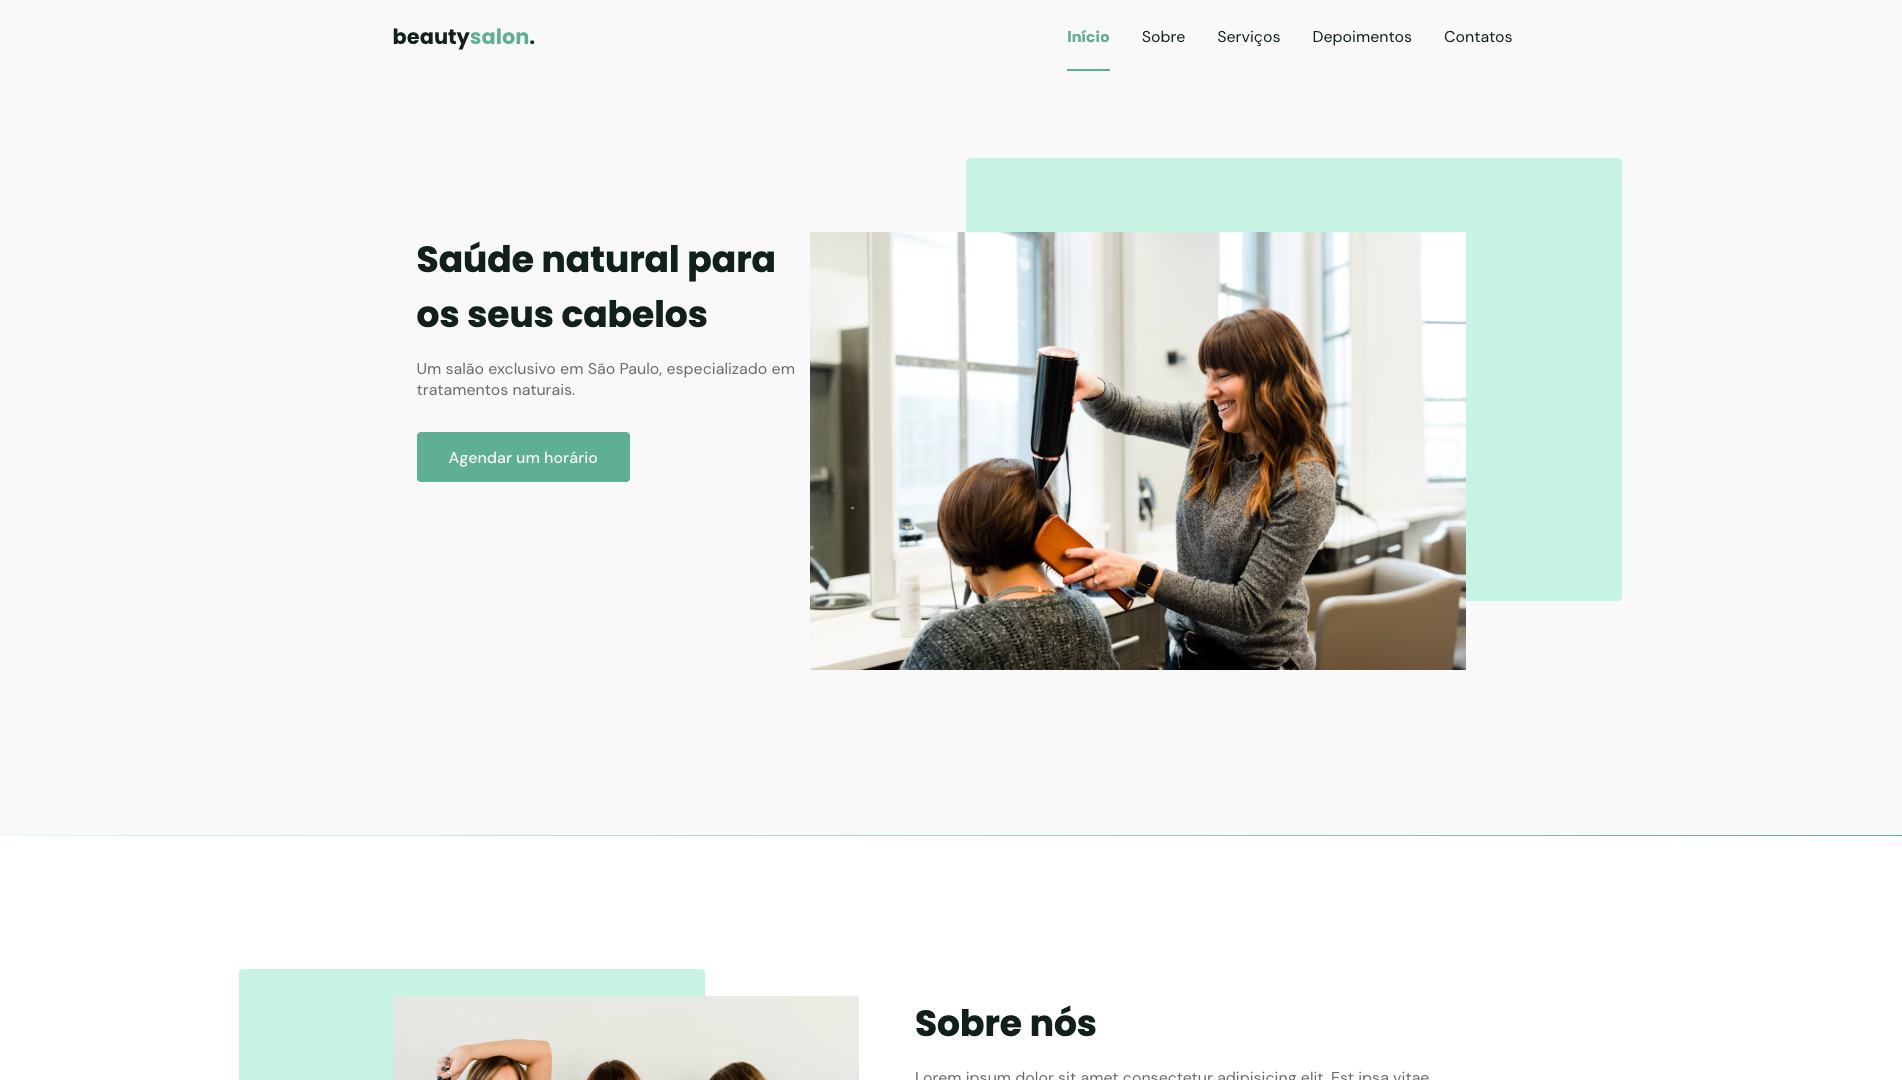 beautysalon.
Início
Sobre
Serviços
Depoimentos
Contatos
Saúde natural para
os seus cabelos
Um salão exclusivo em São Paulo, especializado em
tratamentos naturais.
Agendar um horário
Sobre nós
Lorem ipsum dolor sit amet consectetur adipisicing elit. Est ipsa vitae